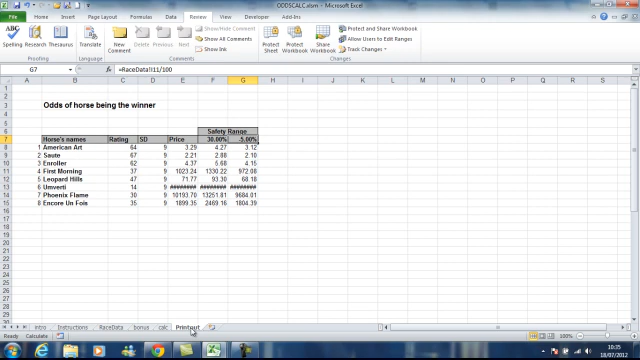 ODDSCALC.xlsm - Microsoft Excel
File Home Insert Page Layout Formulas Data Review View Developer Add-Ins
ABC
Spelling Research Thesaurus Translate New Comment Delete Previous Next Show/Hide Comment Show All Comments Show Ink Protect Sheet Protect Workbook Share Workbook Protect and Share Workbook Allow Users to Edit Ranges Track Changes
Proofing Language Comments Changes
G7 fx =RaceData!I11/100
A B C D E F G H I J K L M N O P Q R
Odds of horse being the winner
Safety Range
Horse's names Rating SD Price 30.00% 5.00%
1 American Art 64 9 3.29 4.27 3.12
2 Saute 67 9 2.21 2.88 2.10
3 Enroller 62 9 4.37 5.68 4.15
4 First Morning 37 9 1023.24 1330.22 972.08
5 Leopard Hills 47 9 71.77 93.30 68.18
6 Umverti 14 9 ######## ######## ########
7 Phoenix Flame 30 9 10193.70 13251.81 9684.01
8 Encore Un Fois 35 9 1899.35 2469.16 1804.39
Intro Instructions RaceData bonus calc Printout
Ready Calculate 100%
10:35
18/07/2012